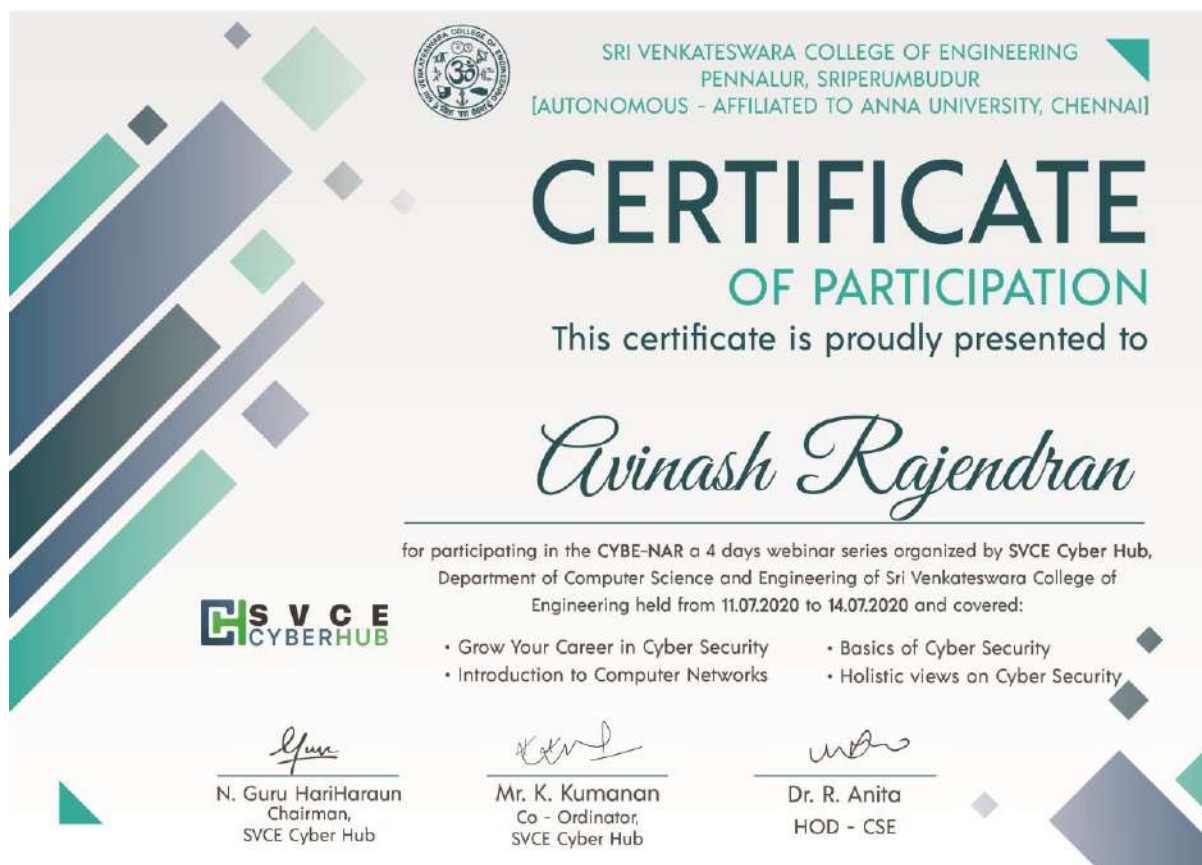 SRI VENKATESWARA COLLEGE OF ENGINEERING
PENNALUR, SRIPERUMBUDUR
[AUTONOMOUS - AFFILIATED TO ANNA UNIVERSITY, CHENNAI]
CERTIFICATE
OF PARTICIPATION
This certificate is proudly presented to
Avinash Rajendran
for participating in the CYBE-NAR a 4 days webinar series organized by SVCE Cyber Hub,
Department of Computer Science and Engineering of Sri Venkateswara College of
Engineering held from 11.07.2020 to 14.07.2020 and covered:
SVCE
CYBERHUB
• Grow Your Career in Cyber Security
• Introduction to Computer Networks
• Basics of Cyber Security
• Holistic views on Cyber Security
N. Guru HariHaraun
Chairman,
SVCE Cyber Hub
Mr. K. Kumanan
Co - Ordinator,
SVCE Cyber Hub
Dr. R. Anita
HOD - CSE